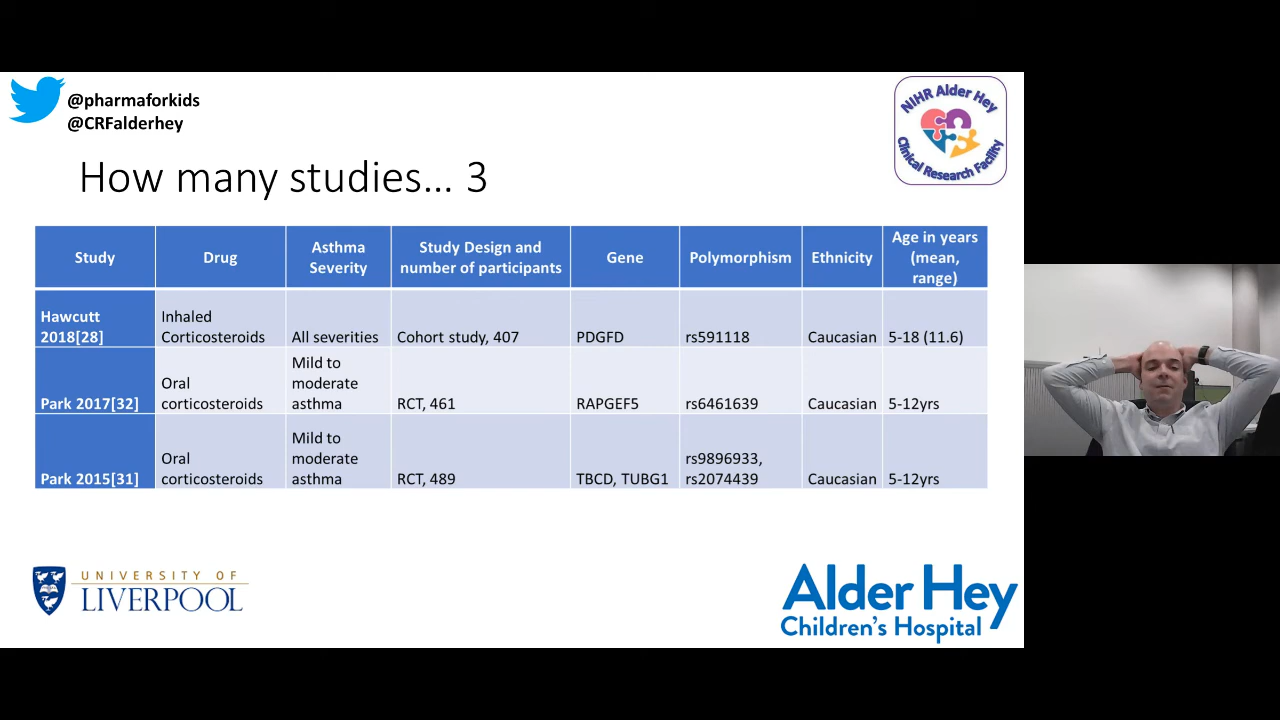 @pharmaforkids
@CRFalderhey
NIHR Alder Hey
Clinical Research Facility
How many studies... 3
Study Drug Asthma Severity Study Design and number of participants Gene Polymorphism Ethnicity Age in years (mean, range)
Hawcutt 2018[28] Inhaled Corticosteroids All severities Cohort study, 407 PDGFD rs591118 Caucasian 5-18 (11.6)
Park 2017[32] Oral corticosteroids Mild to moderate asthma RCT, 461 RAPGEF5 rs6461639 Caucasian 5-12yrs
Park 2015[31] Oral corticosteroids Mild to moderate asthma RCT, 489 TBCD, TUBG1 rs9896933, rs2074439 Caucasian 5-12yrs
UNIVERSITY OF
LIVERPOOL
Alder Hey
Children's Hospital